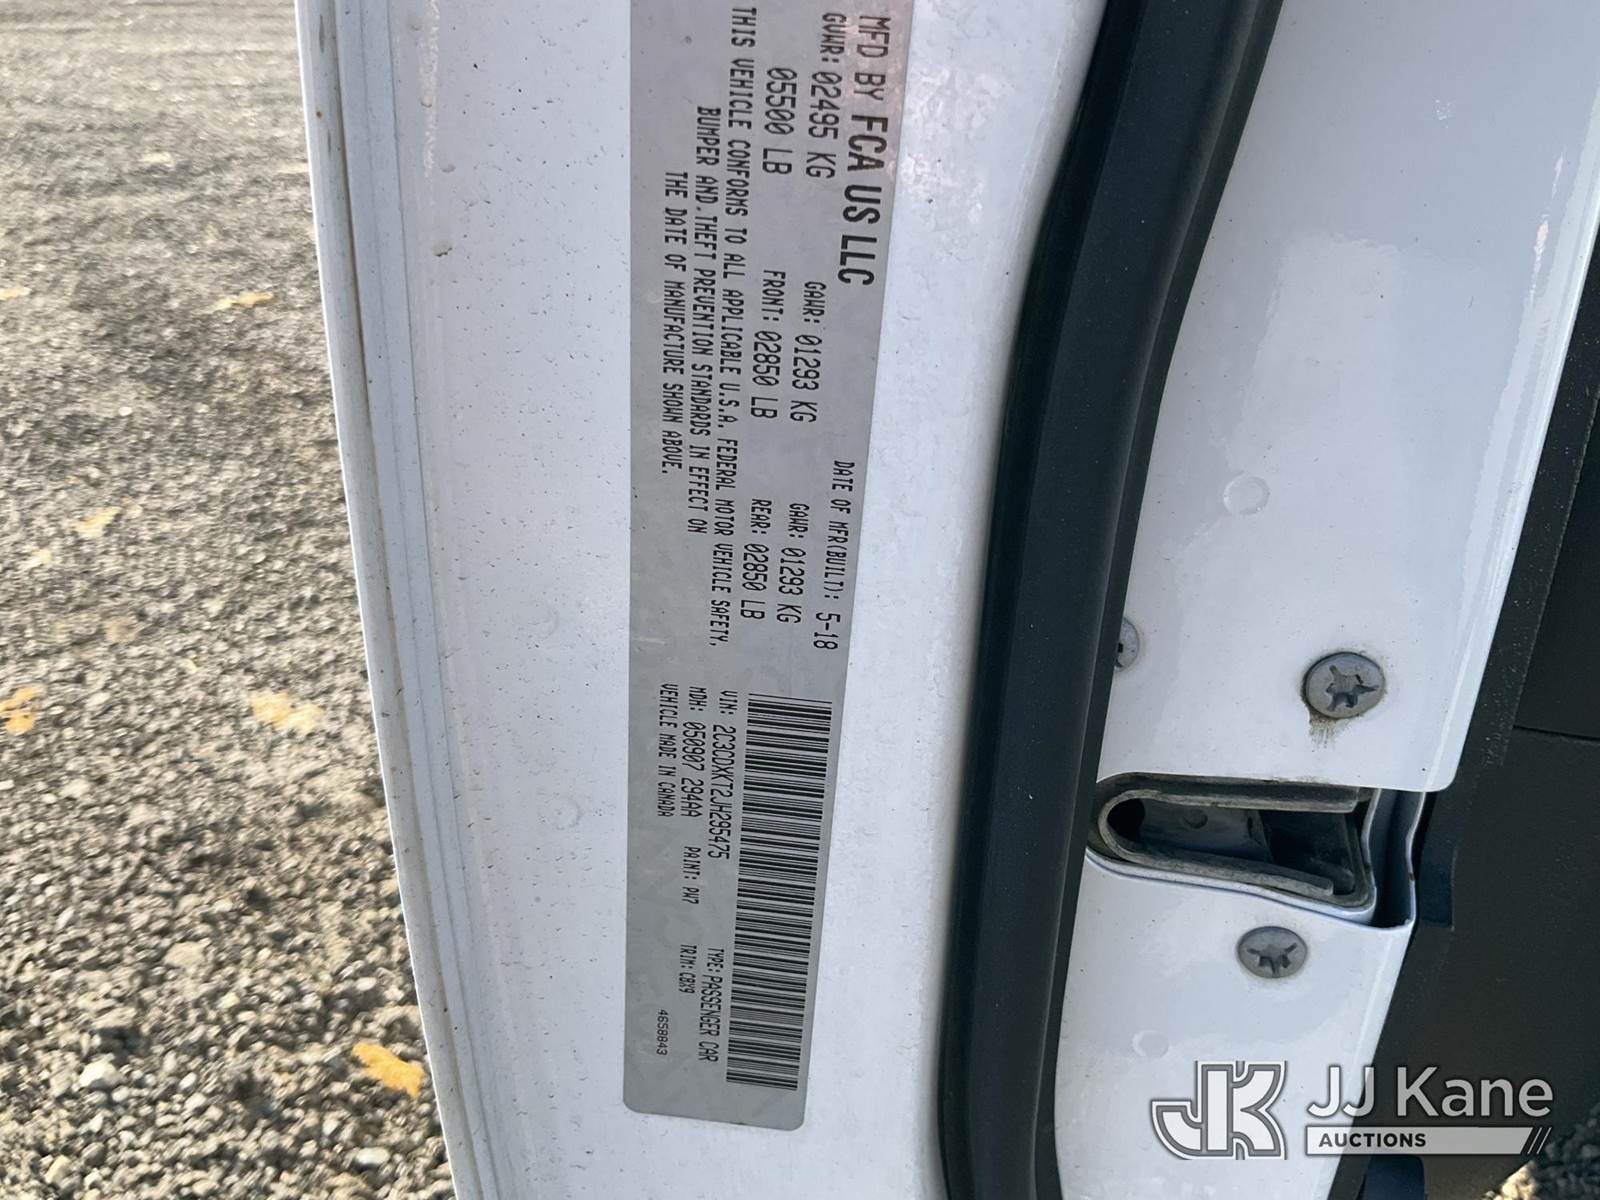 MFD BY FCA US LLC
DATE OF MFR(BUILT): 5-18
GVWR: 02495 KG GAWR: 01293 KG GAWR: 01293 KG
05500 LB FRONT: 02850 LB REAR: 02850 LB
THIS VEHICLE CONFORMS TO ALL APPLICABLE U.S.A. FEDERAL MOTOR VEHICLE SAFETY,
BUMPER AND THEFT PREVENTION STANDARDS IN EFFECT ON
THE DATE OF MANUFACTURE SHOWN ABOVE.
VIN: 2C3CDXKT2JH295475 TYPE: PASSENGER CAR
MDH: 050907 294AA PAINT: PW7 TRIM: C8X9
VEHICLE MADE IN CANADA 4658843
JK JJ Kane
AUCTIONS